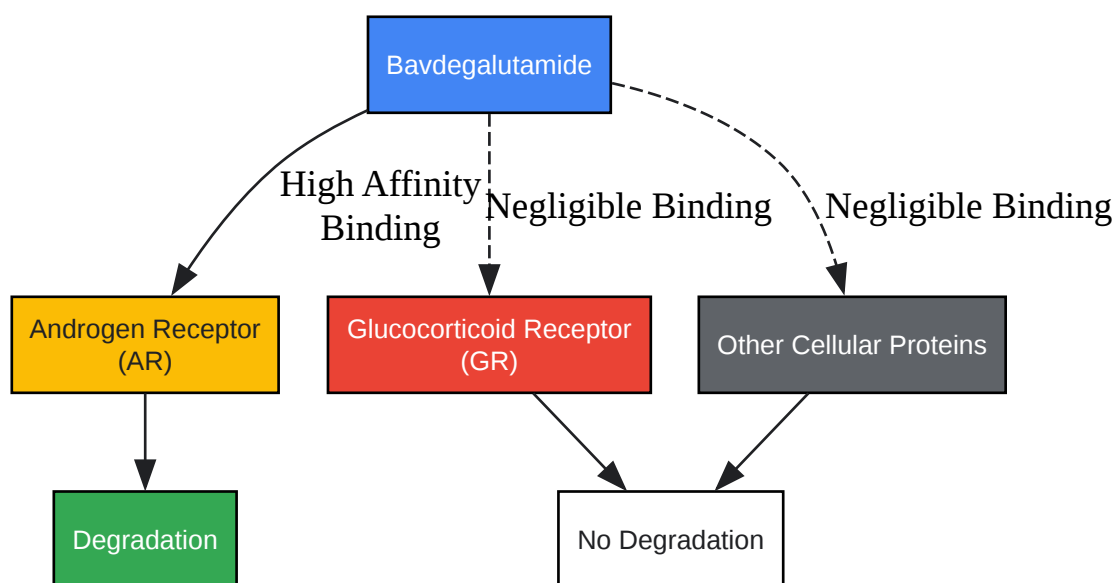 Bavdegalutamide
High Affinity
Binding
Negligible Binding
Negligible Binding
Androgen Receptor
(AR)
Glucocorticoid Receptor
(GR)
Other Cellular Proteins
Degradation
No Degradation